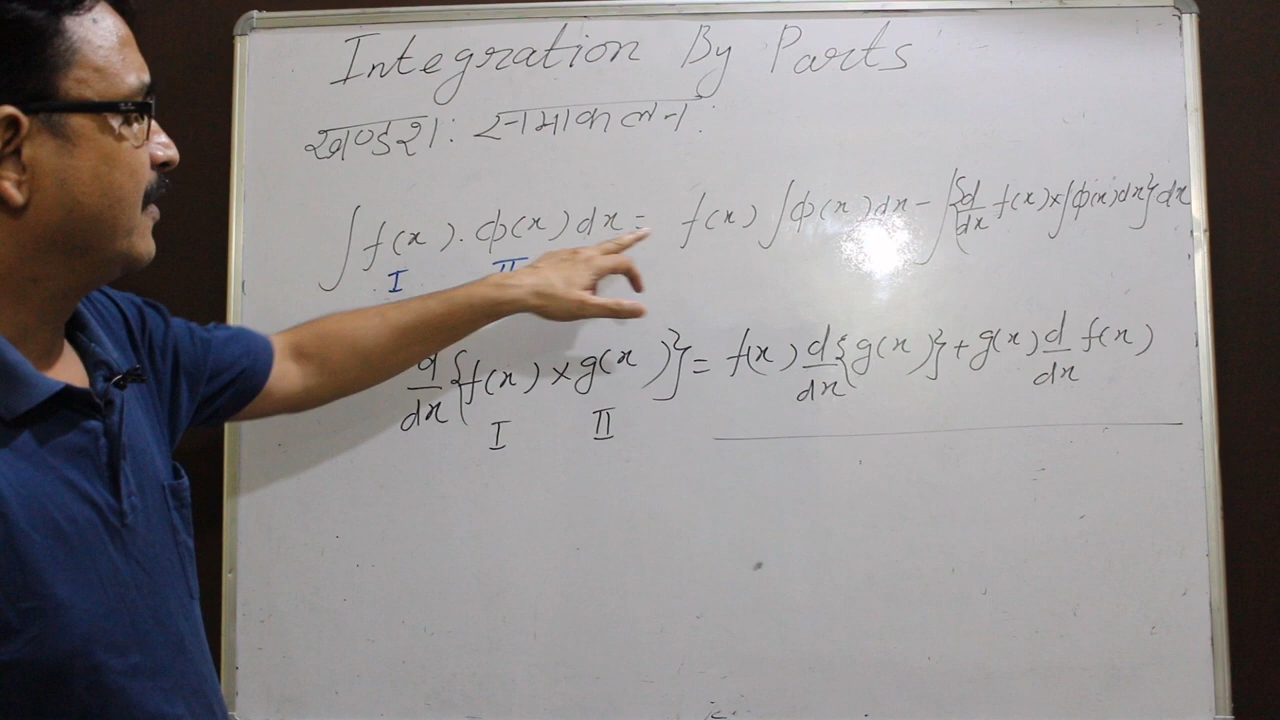 Integration By Parts
खण्डश: समाकलन:
∫ f(x). φ(x) dx = f(x) ∫φ(x) dx - ∫{d/dx f(x) × ∫φ(x) dx} dx
I II
d/dx {f(x) × g(x)} = f(x) d/dx {g(x)} + g(x) d/dx f(x)
I II